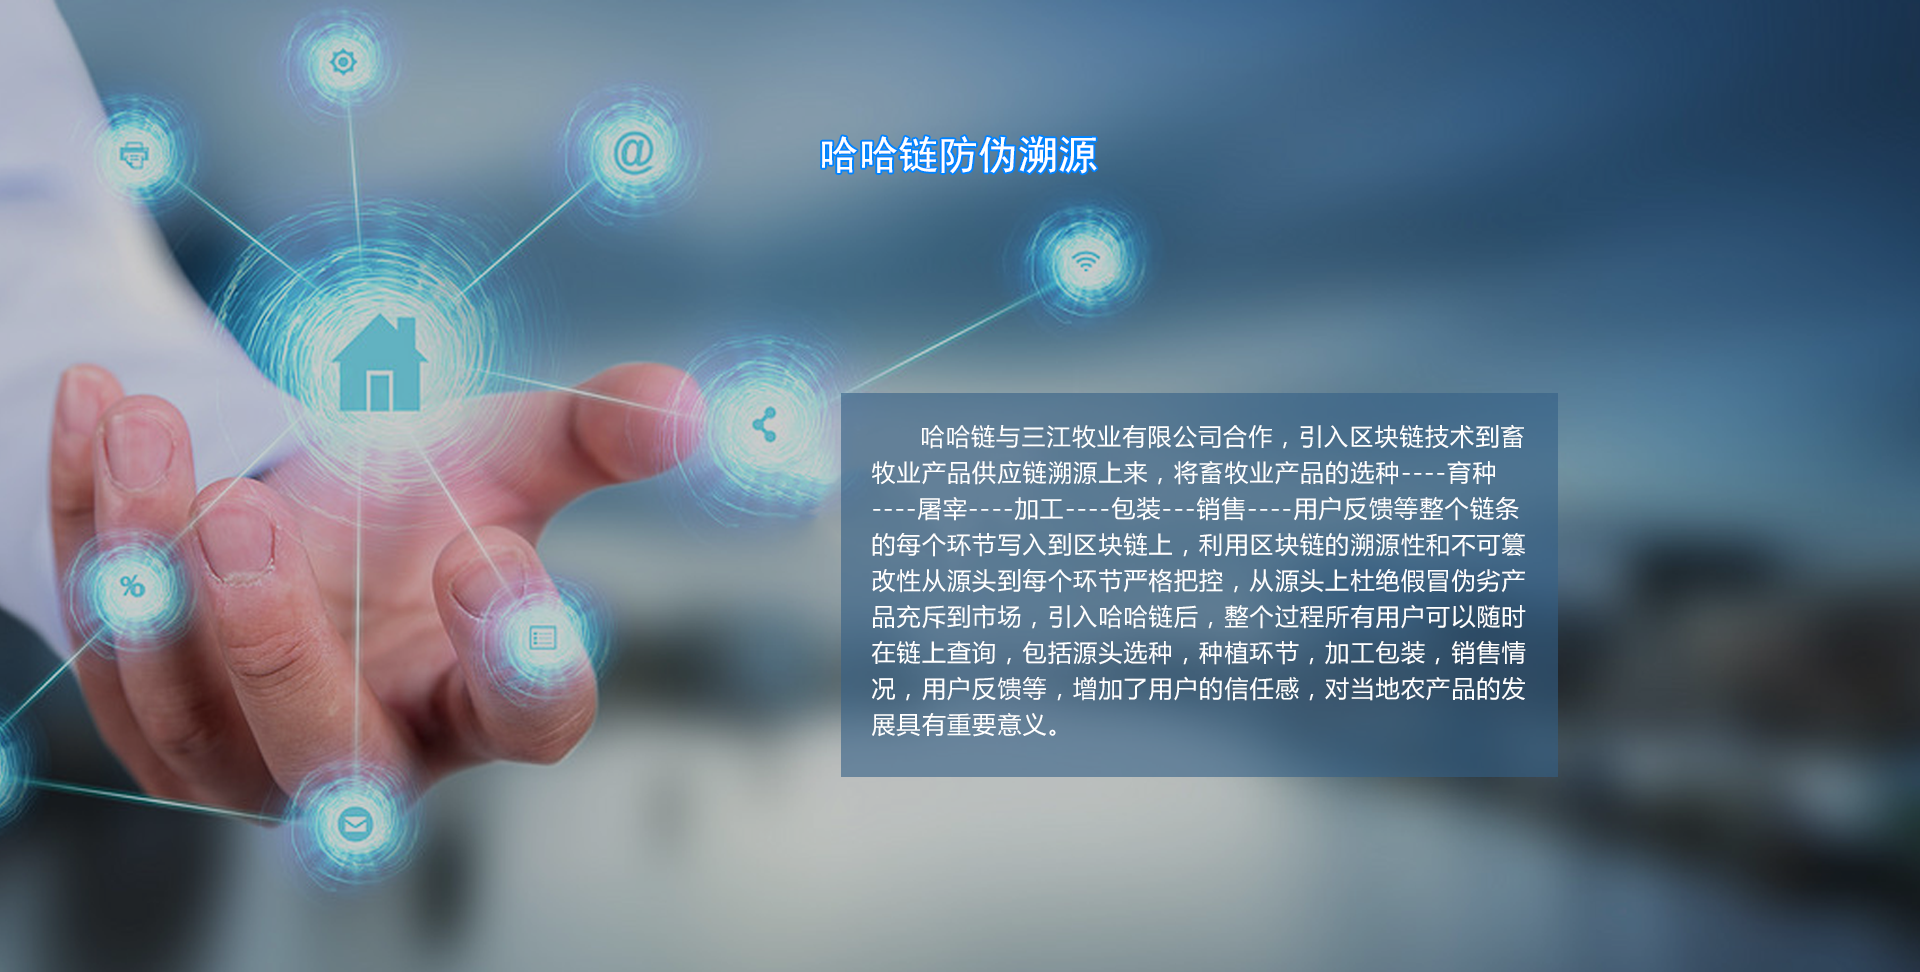 哈哈链防伪溯源
@
哈哈链与三江牧业有限公司合作，引入区块链技术到畜
牧业产品供应链溯源上来，将畜牧业产品的选种----育种
----屠宰----加工----包装---销售----用户反馈等整个链条
的每个环节写入到区块链上，利用区块链的溯源性和不可篡
改性从源头到每个环节严格把控，从源头上杜绝假冒伪劣产
品充斥到市场，引入哈哈链后，整个过程所有用户可以随时
在链上查询，包括源头选种，种植环节，加工包装，销售情
况，用户反馈等，增加了用户的信任感，对当地农产品的发
展具有重要意义。
%